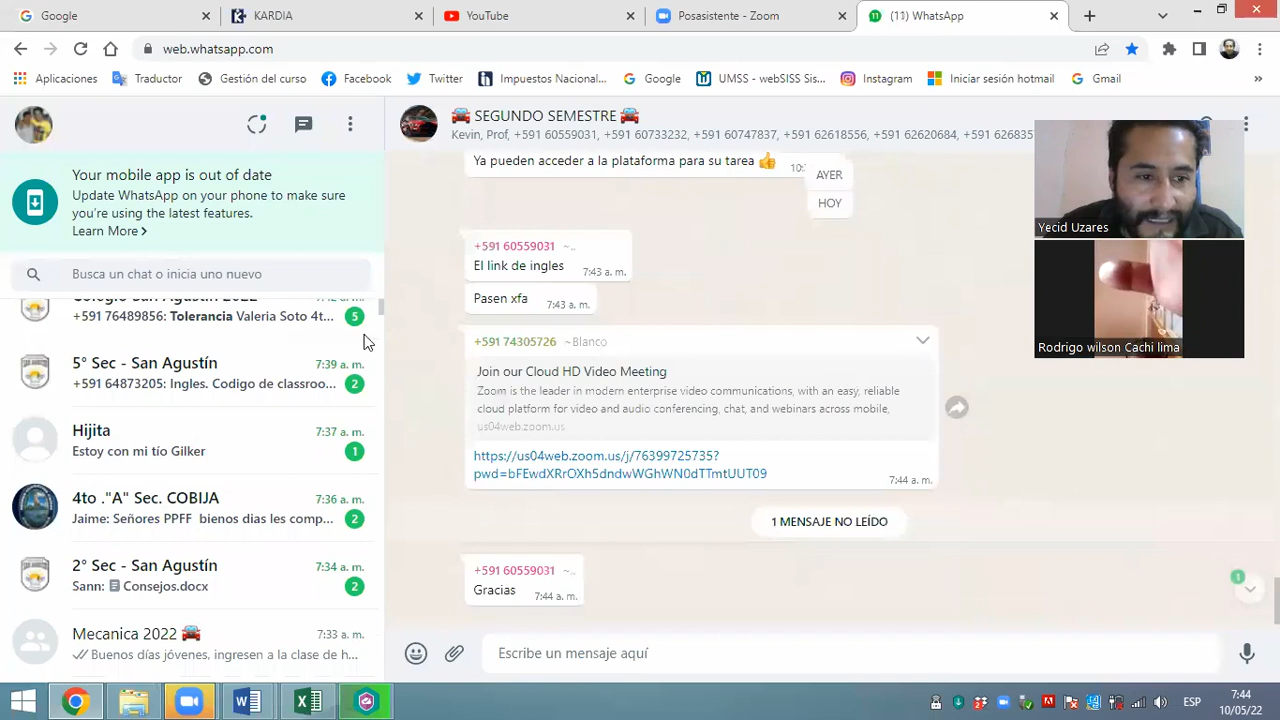 Google
KARDIA
YouTube
Posasistente - Zoom
(11) WhatsApp
web.whatsapp.com
Aplicaciones
Traductor
Gestión del curso
Facebook
Twitter
Impuestos Nacional...
Google
UMSS - webSISS Sis...
Instagram
Iniciar sesión hotmail
Gmail
Your mobile app is out of date
Update WhatsApp on your phone to make sure
you're using the latest features.
Learn More
Busca un chat o inicia uno nuevo
+591 76489856: Tolerancia Valeria Soto 4t...
5
5° Sec - San Agustín
7:39 a. m.
+591 64873205: Ingles. Codigo de classroo...
2
Hijita
7:37 a. m.
Estoy con mi tío Gilker
1
4to ."A" Sec. COBIJA
7:36 a. m.
Jaime: Señores PPFF bienos dias les comp...
2
2° Sec - San Agustín
7:34 a. m.
Sann: Consejos.docx
2
Mecanica 2022
7:33 a. m.
Buenos días jóvenes, ingresen a la clase de h...
SEGUNDO SEMESTRE
Kevin, Prof, +591 60559031, +591 60733232, +591 60747837, +591 62618556, +591 62620684, +591 62683
Ya pueden acceder a la plataforma para su tarea
AYER
HOY
+591 60559031 ~..
El link de ingles
7:43 a. m.
Pasen xfa
7:43 a. m.
+591 74305726 ~Blanco
Join our Cloud HD Video Meeting
Zoom is the leader in modern enterprise video communications, with an easy, reliable
cloud platform for video and audio conferencing, chat, and webinars across mobile,
us04web.zoom.us
https://us04web.zoom.us/j/76399725735?
pwd=bFEwdXRrOXh5dndwWGhWN0dTTmtUUT09
7:44 a. m.
1 MENSAJE NO LEÍDO
+591 60559031 ~..
Gracias
7:44 a. m.
1
Escribe un mensaje aquí
Yecid Uzares
Rodrigo wilson Cachi lima
ESP
7:44
10/05/22